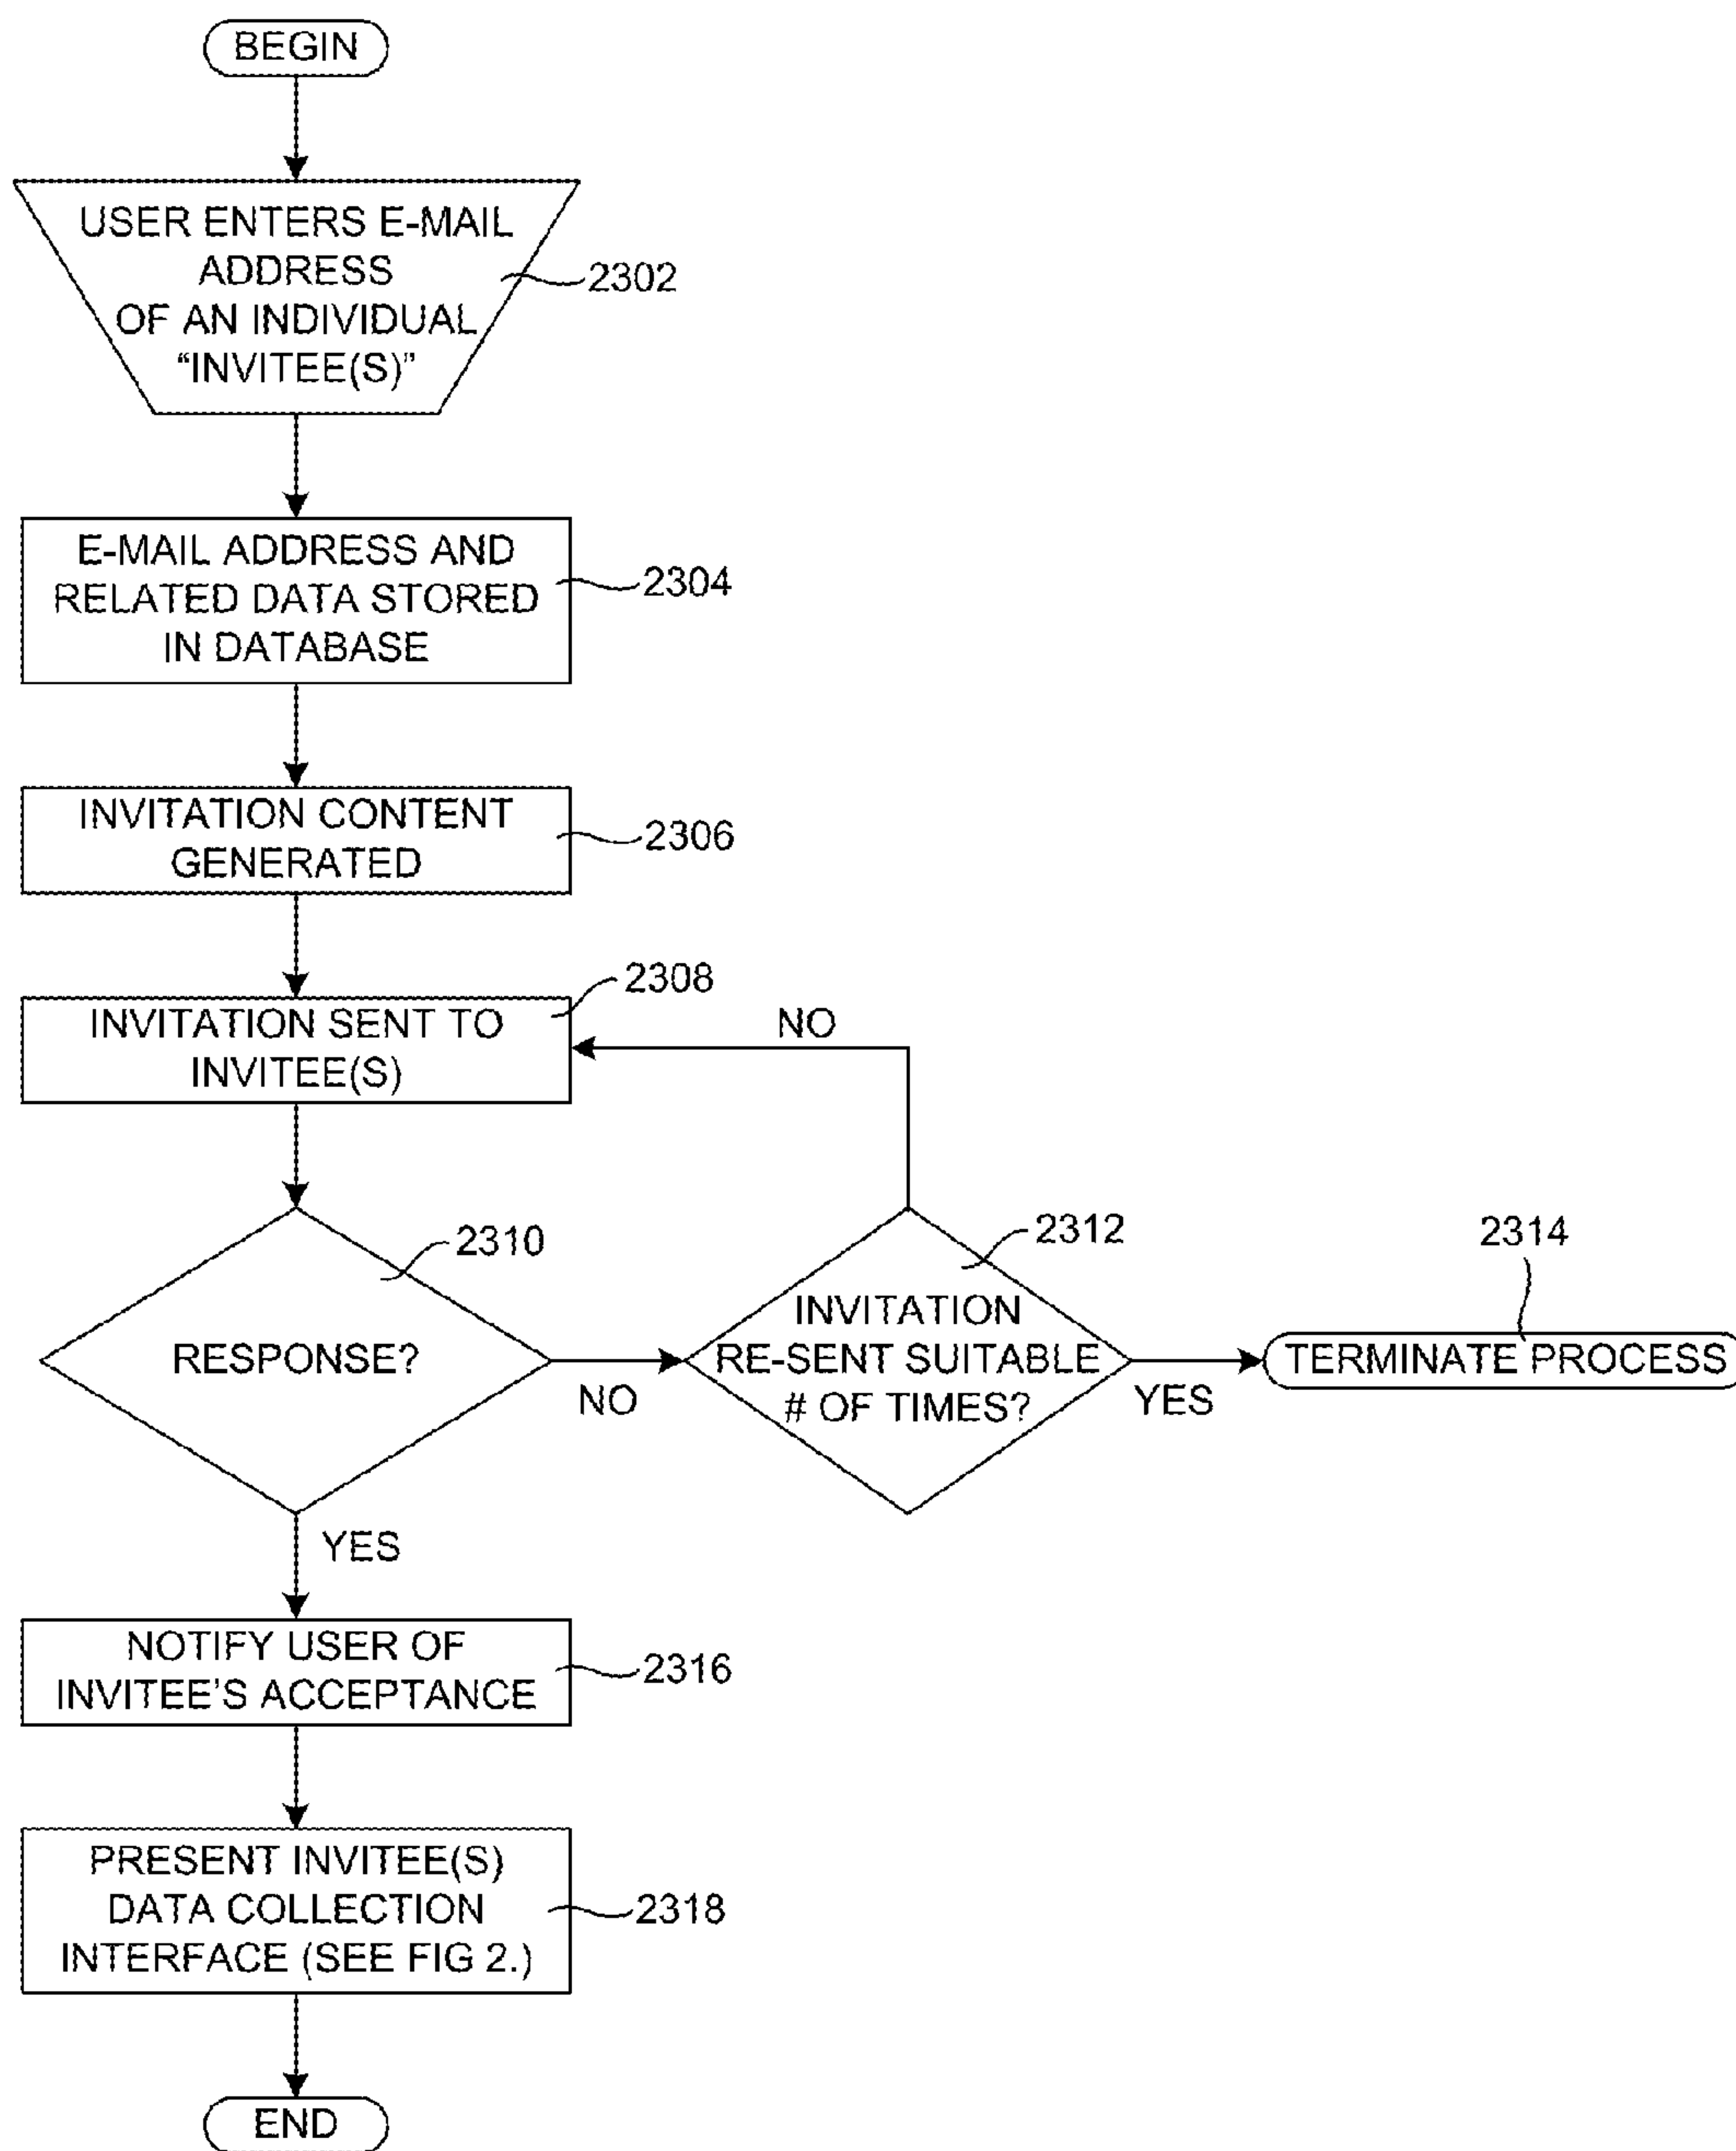 BEGIN
USER ENTERS E-MAIL
ADDRESS
OF AN INDIVIDUAL
“INVITEE(S)”
2302
E-MAIL ADDRESS AND
RELATED DATA STORED
IN DATABASE
2304
INVITATION CONTENT
GENERATED
2306
INVITATION SENT TO
INVITEE(S)
2308
NO
RESPONSE?
2310
NO
INVITATION
RE-SENT SUITABLE
# OF TIMES?
2312
YES
2314
TERMINATE PROCESS
YES
NOTIFY USER OF
INVITEE’S ACCEPTANCE
2316
PRESENT INVITEE(S)
DATA COLLECTION
INTERFACE (SEE FIG 2.)
2318
END